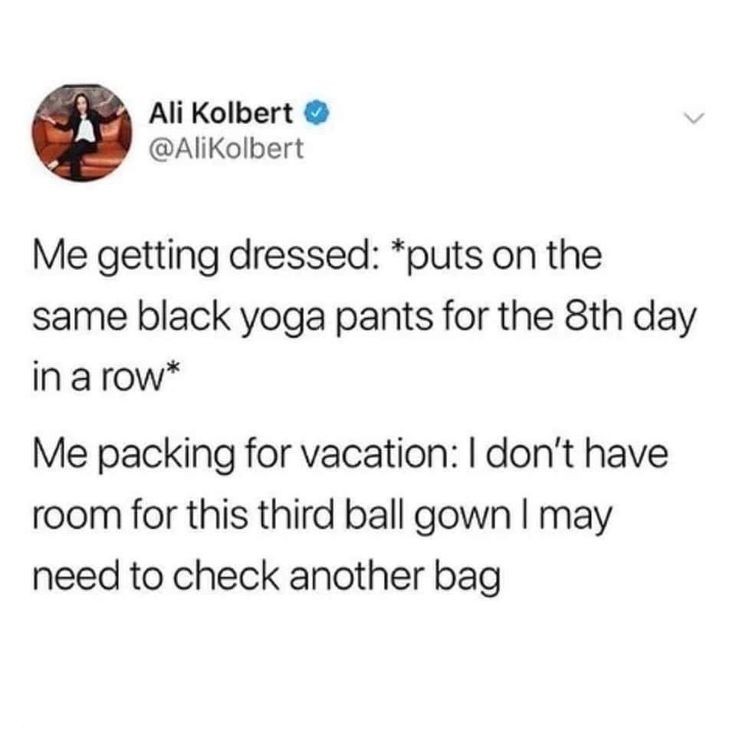 Ali Kolbert
@AliKolbert
Me getting dressed: *puts on the
same black yoga pants for the 8th day
in a row*
Me packing for vacation: I don't have
room for this third ball gown I may
need to check another bag